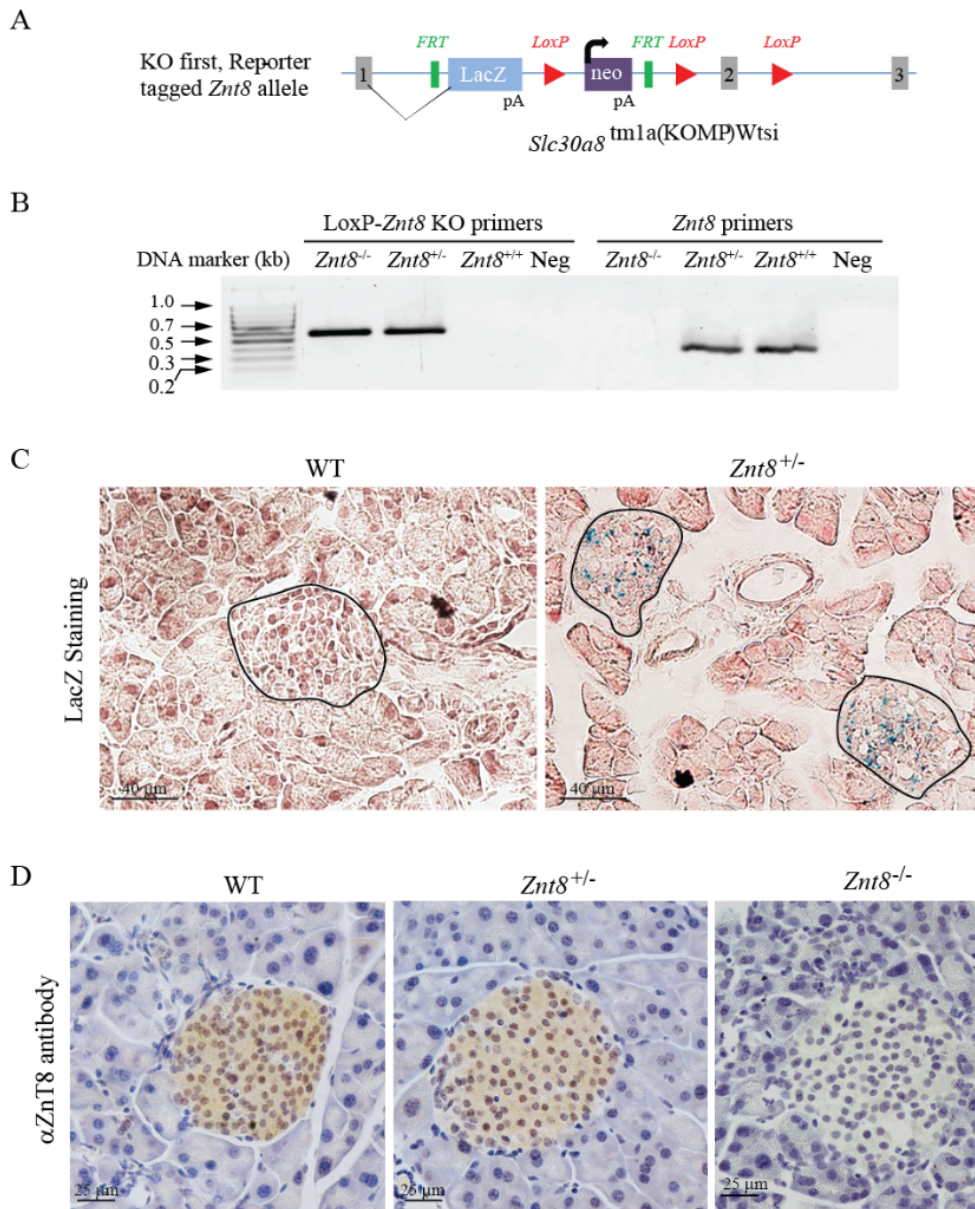 A
KO first, Reporter
tagged Znt8 allele
FRT LoxP FRT LoxP LoxP
1 LacZ neo 2 3
pA pA
Slc30a8 tm1a(KOMP)Wtsi
B
LoxP-Znt8 KO primers Znt8 primers
DNA marker (kb) Znt8-/- Znt8+/- Znt8+/+ Neg Znt8-/- Znt8+/- Znt8+/+ Neg
1.0
0.7
0.5
0.3
0.2
C
WT Znt8+/-
LacZ Staining
40 µm 40 µm
D
WT Znt8+/- Znt8-/-
αZnT8 antibody
25 µm 25 µm 25 µm